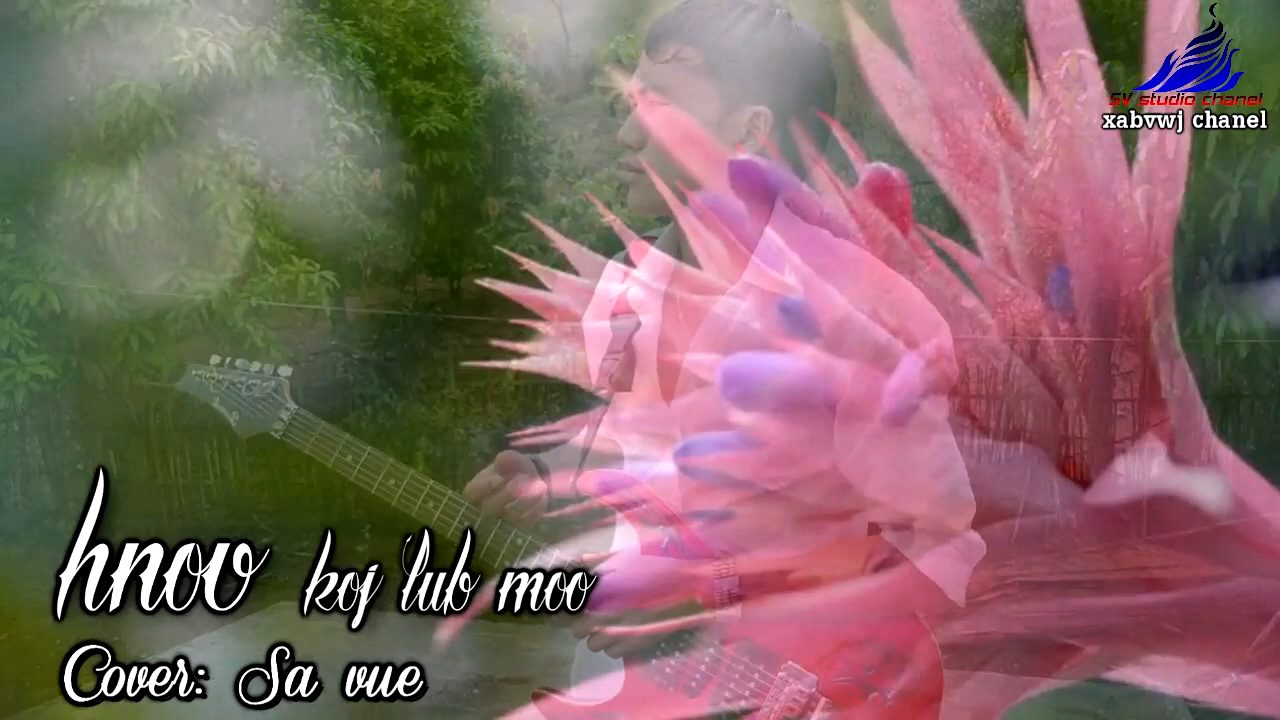 SV studio chanel
xabvwj chanel
hnov koj lub moo
Cover: Sa vue